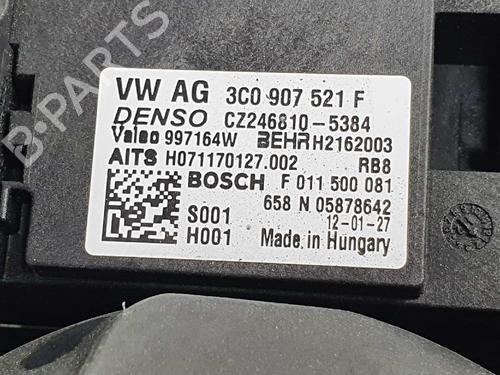 B-PARTS
VW AG 3C0 907 521 F
DENSO CZ246810-5384
Valeo 997164W BEHR H2162003
AITS H071170127.002 RB8
BOSCH F 011 500 081
658 N 05878642
S001 12-01-27
H001 Made in Hungary